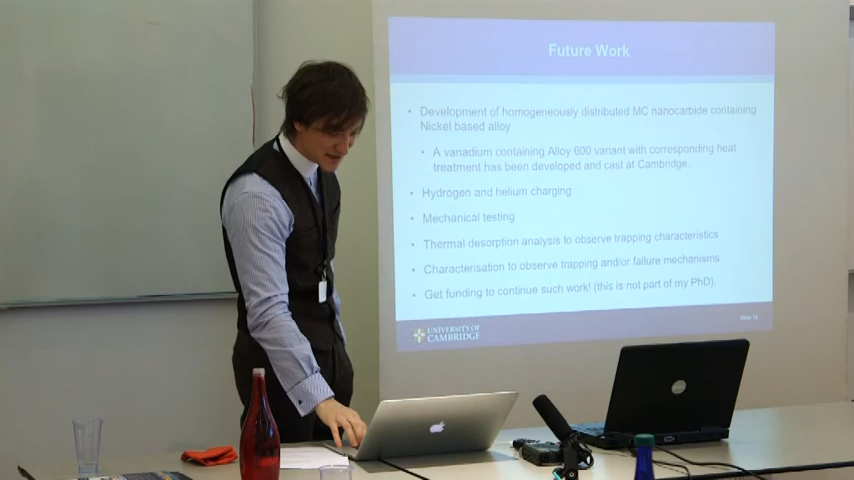 Future Work
• Development of homogeneously distributed MC nanocarbide containing
Nickel based alloy
• A vanadium containing Alloy 600 variant with corresponding heat
treatment has been developed and cast at Cambridge.
• Hydrogen and helium charging
• Mechanical testing
• Thermal desorption analysis to observe trapping characteristics
• Characterisation to observe trapping and/or failure mechanisms
• Get funding to continue such work! (this is not part of my PhD).
UNIVERSITY OF
CAMBRIDGE
Slide